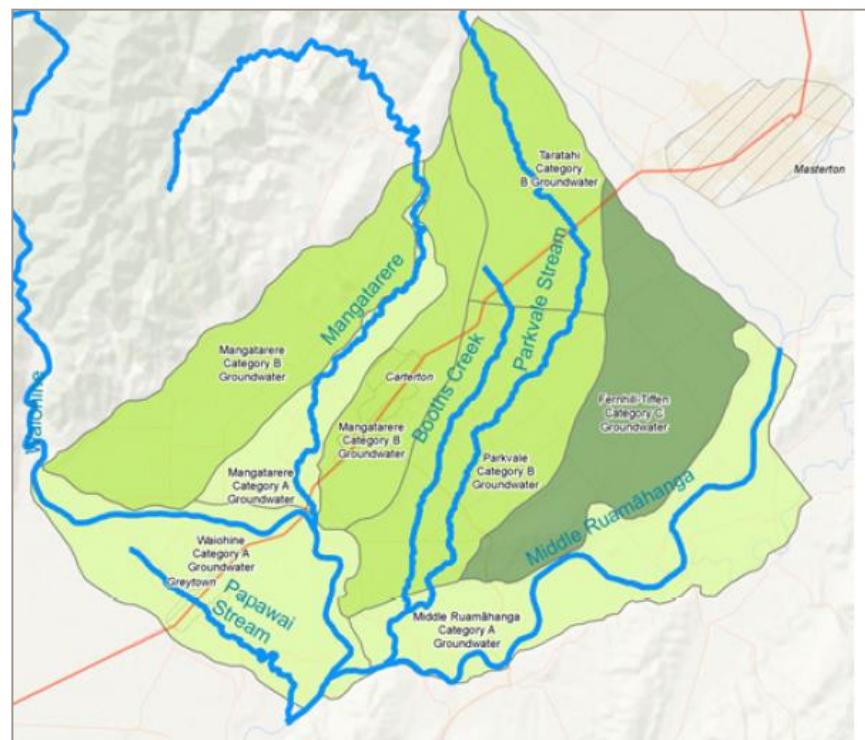 Taratahi
Category
B Groundwater
Masterton
Mangatarere
Parkvale Stream
Mangatarere
Category B
Groundwater
Carterton
Booths Creek
Waiohine
Fernhill-Tiffen
Category C
Groundwater
Mangatarere
Category B
Groundwater
Mangatarere
Category A
Groundwater
Parkvale
Category B
Groundwater
Middle Ruamāhanga
Waiohine
Category A
Groundwater
Greytown
Papawai
Stream
Middle Ruamāhanga
Category A
Groundwater